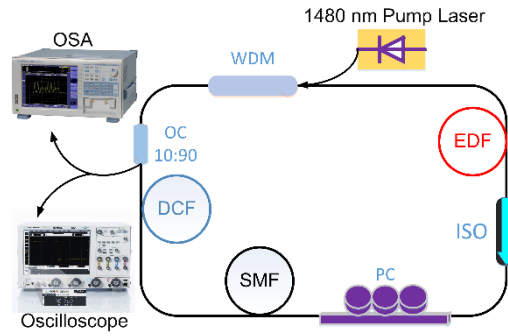 1480 nm Pump Laser
OSA
WDM
OC
10:90
EDF
DCF
ISO
SMF
PC
Oscilloscope